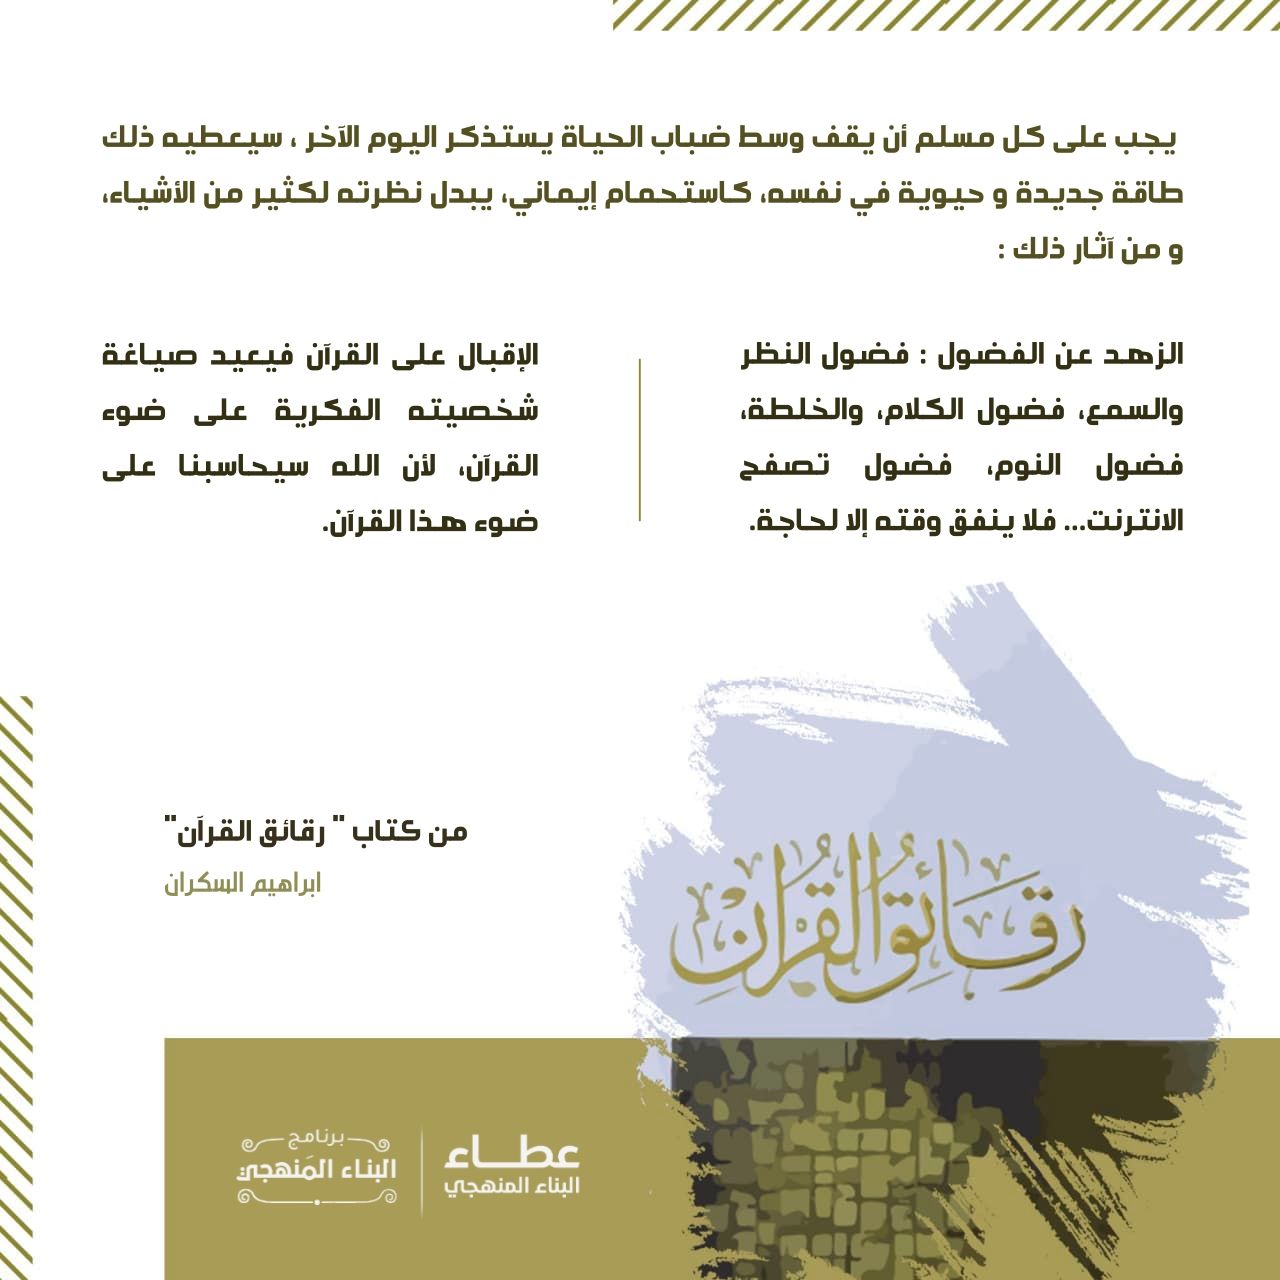 يجب على كل مسلم أن يقف وسط ضباب الحياة يستذكر اليوم الآخر ، سيعطيه ذلك
طاقة جديدة و حيوية في نفسه، كاستحمام إيماني، يبدل نظرته لكثير من الأشياء،
و من آثار ذلك :
الزهد عن الفضول : فضول النظر
والسمع، فضول الكلام، والخلطة،
فضول النوم، فضول تصفح
الانترنت... فلا ينفق وقته إلا لحاجة.
الإقبال على القرآن فيعيد صياغة
شخصيته الفكرية على ضوء
القرآن، لأن الله سيحاسبنا على
ضوء هذا القرآن.
من كتاب " رقائق القرآن"
ابراهيم السكران
رقَائِقُ القُرآنْ
عطاء
البناء المنهجي
برنامج
البناء المَنهجي